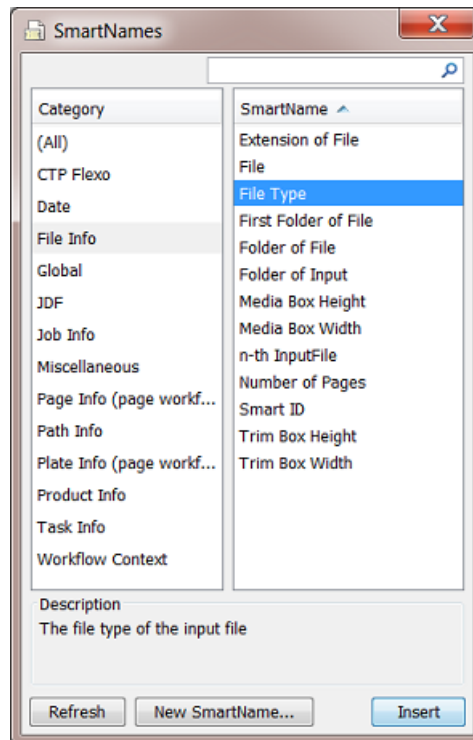 SmartNames
Category
(All)
CTP Flexo
Date
File Info
Global
JDF
Job Info
Miscellaneous
Page Info (page workf...
Path Info
Plate Info (page workf...
Product Info
Task Info
Workflow Context
SmartName
Extension of File
File
File Type
First Folder of File
Folder of File
Folder of Input
Media Box Height
Media Box Width
n-th InputFile
Number of Pages
Smart ID
Trim Box Height
Trim Box Width
Description
The file type of the input file
Refresh New SmartName... Insert